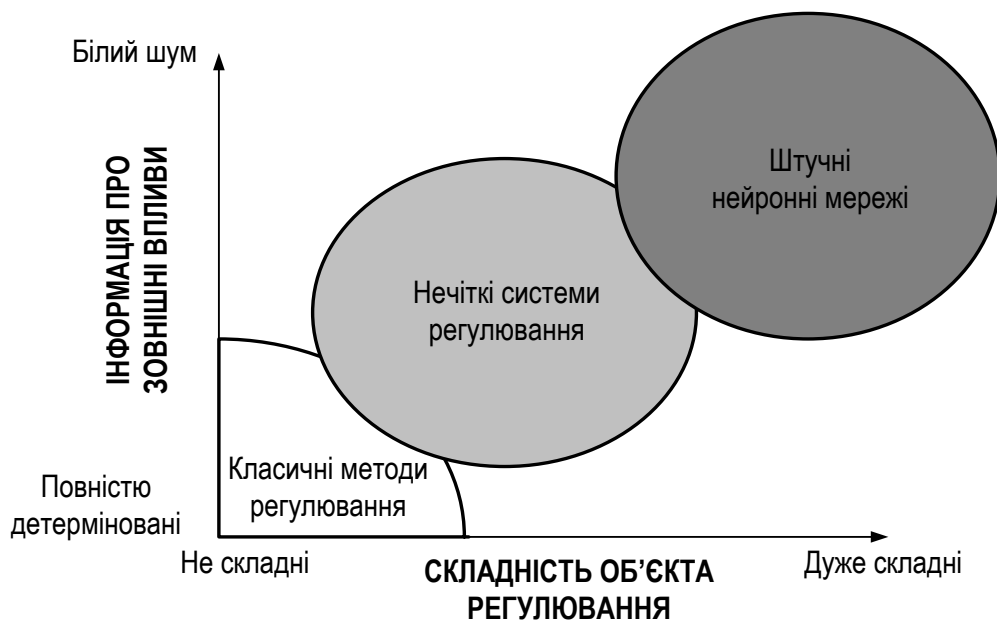 Білий шум
ІНФОРМАЦІЯ ПРО
ЗОВНІШНІ ВПЛИВИ
Штучні
нейронні мережі
Нечіткі системи
регулювання
Класичні методи
регулювання
Повністю
детерміновані
Не складні
СКЛАДНІСТЬ ОБ’ЄКТА
РЕГУЛЮВАННЯ
Дуже складні